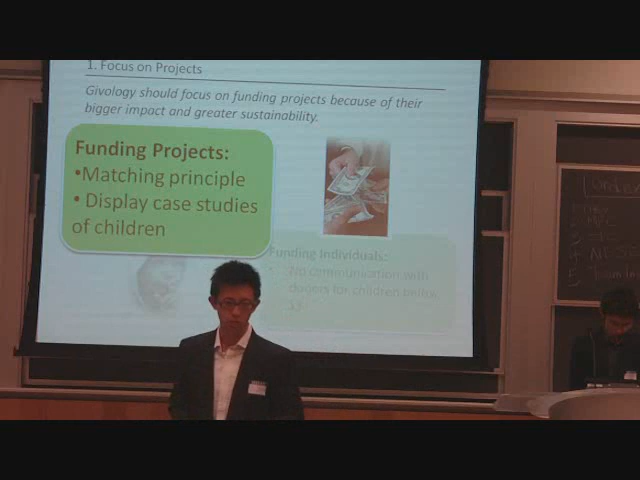 1. Focus on Projects
Givology should focus on funding projects because of their
bigger impact and greater sustainability.
Funding Projects:
•Matching principle
• Display case studies
of children
Funding Individuals:
No communication with
donors for children below
13